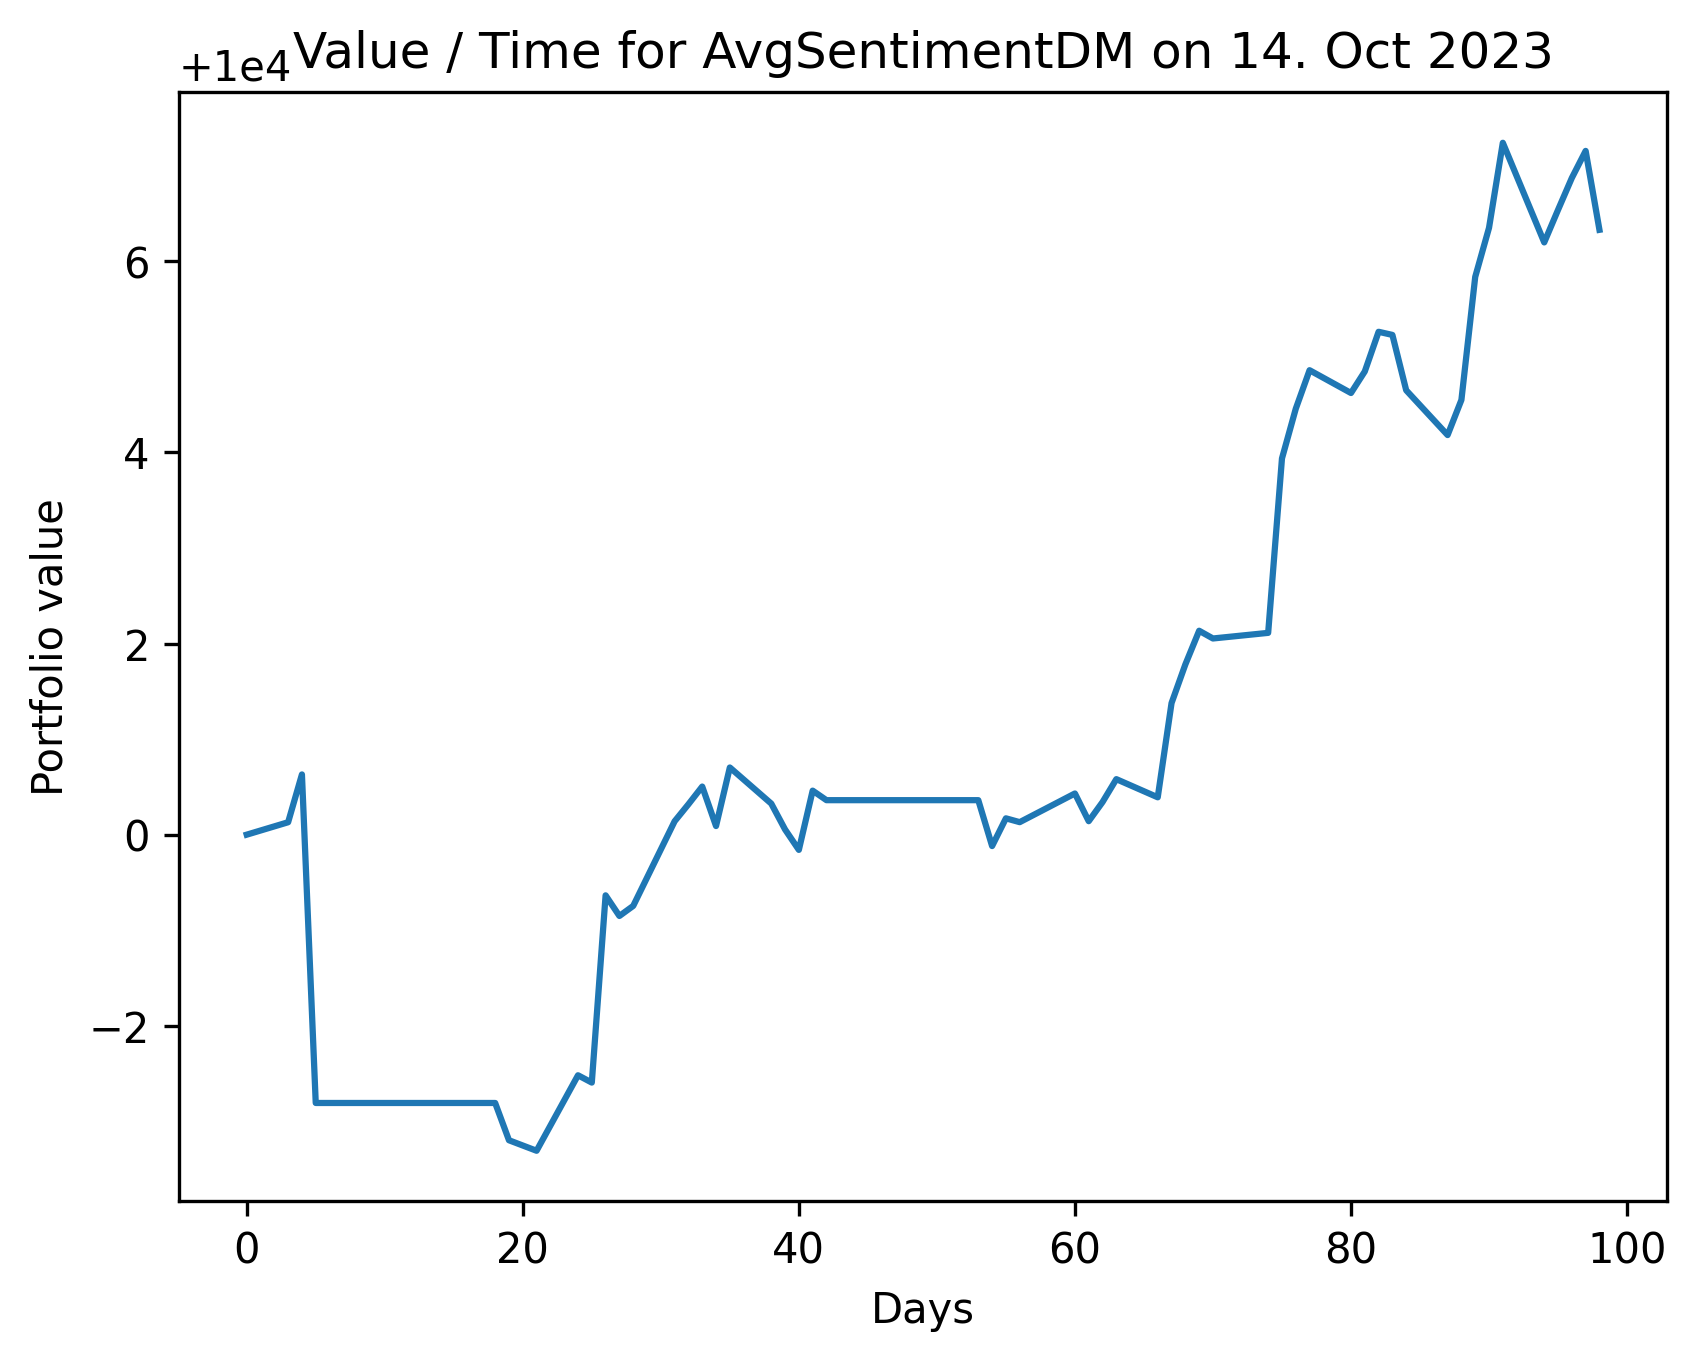 Value / Time for AvgSentimentDM on 14. Oct 2023
+1e4
6
4
2
0
−2
Portfolio value
0 20 40 60 80 100
Days